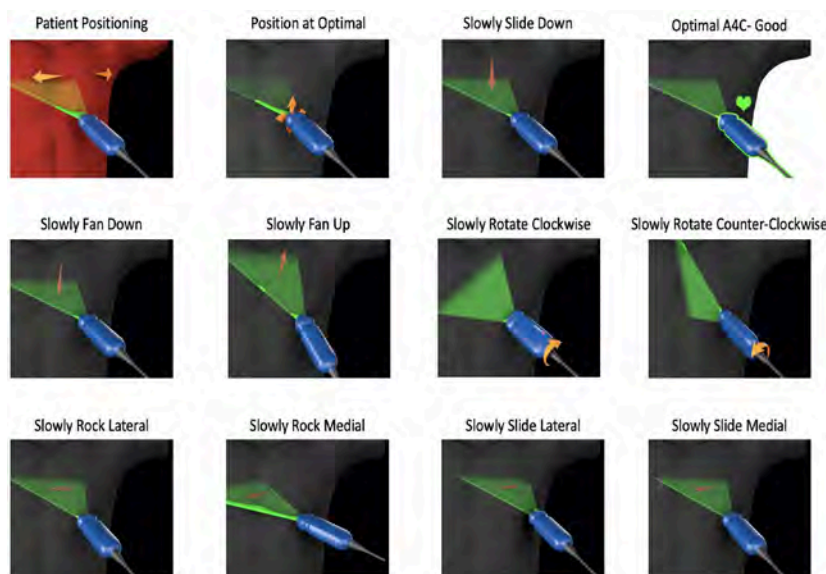 Patient Positioning
Position at Optimal
Slowly Slide Down
Optimal A4C- Good
Slowly Fan Down
Slowly Fan Up
Slowly Rotate Clockwise
Slowly Rotate Counter-Clockwise
Slowly Rock Lateral
Slowly Rock Medial
Slowly Slide Lateral
Slowly Slide Medial